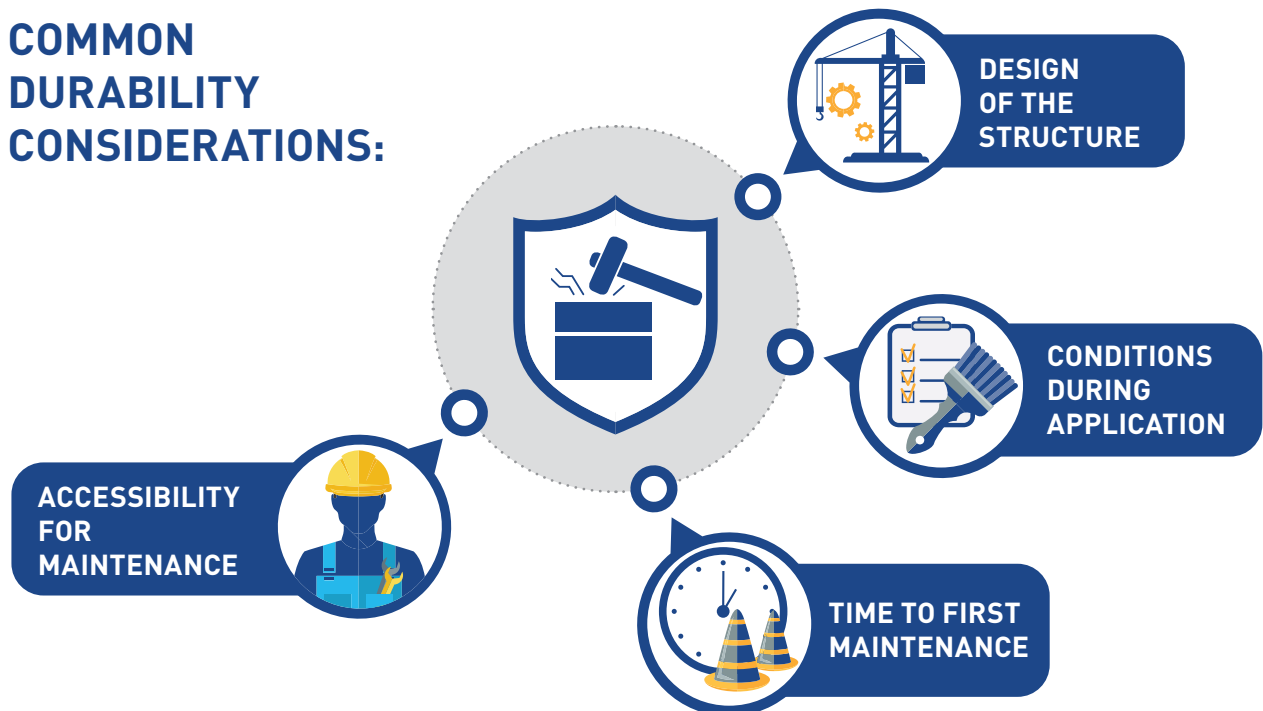 COMMON
DURABILITY
CONSIDERATIONS:
DESIGN
OF THE
STRUCTURE
CONDITIONS
DURING
APPLICATION
TIME TO FIRST
MAINTENANCE
ACCESSIBILITY
FOR
MAINTENANCE